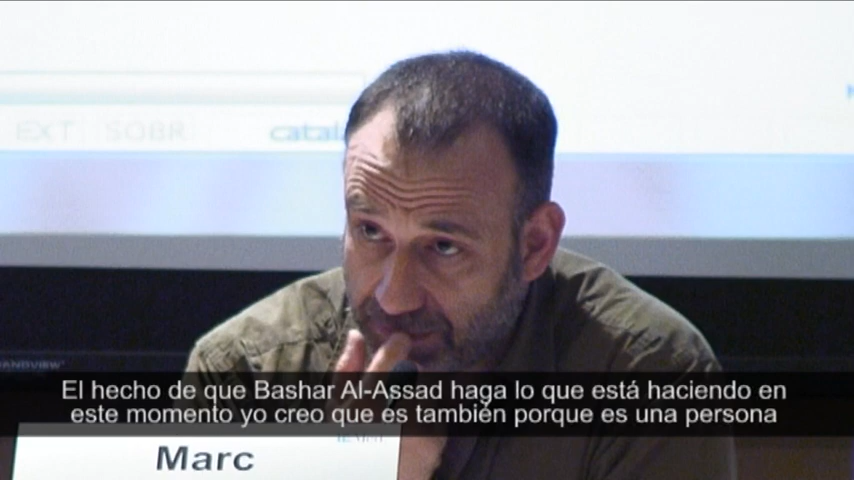 EXT SOBR catal
El hecho de que Bashar Al-Assad haga lo que está haciendo en
este momento yo creo que es también porque es una persona
Marc